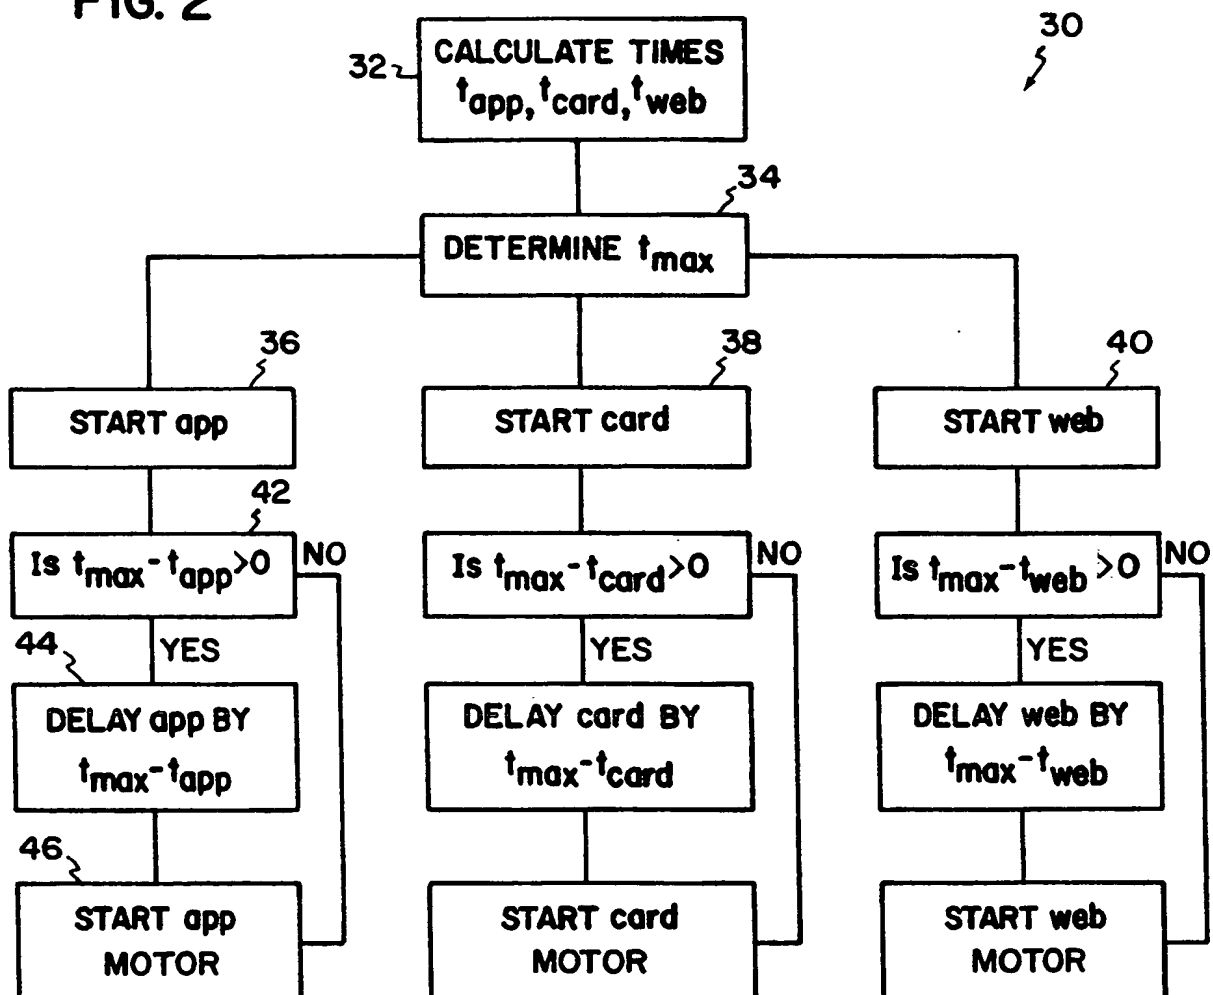 FIG. 2
30
32
CALCULATE TIMES
tapp, tcard, tweb
34
DETERMINE tmax
36
38
40
START app
START card
START web
42
Is tmax-tapp>0
NO
Is tmax-tcard>0
NO
Is tmax-tweb>0
NO
44
YES
YES
YES
DELAY app BY
tmax-tapp
DELAY card BY
tmax-tcard
DELAY web BY
tmax-tweb
46
START app
MOTOR
START card
MOTOR
START web
MOTOR